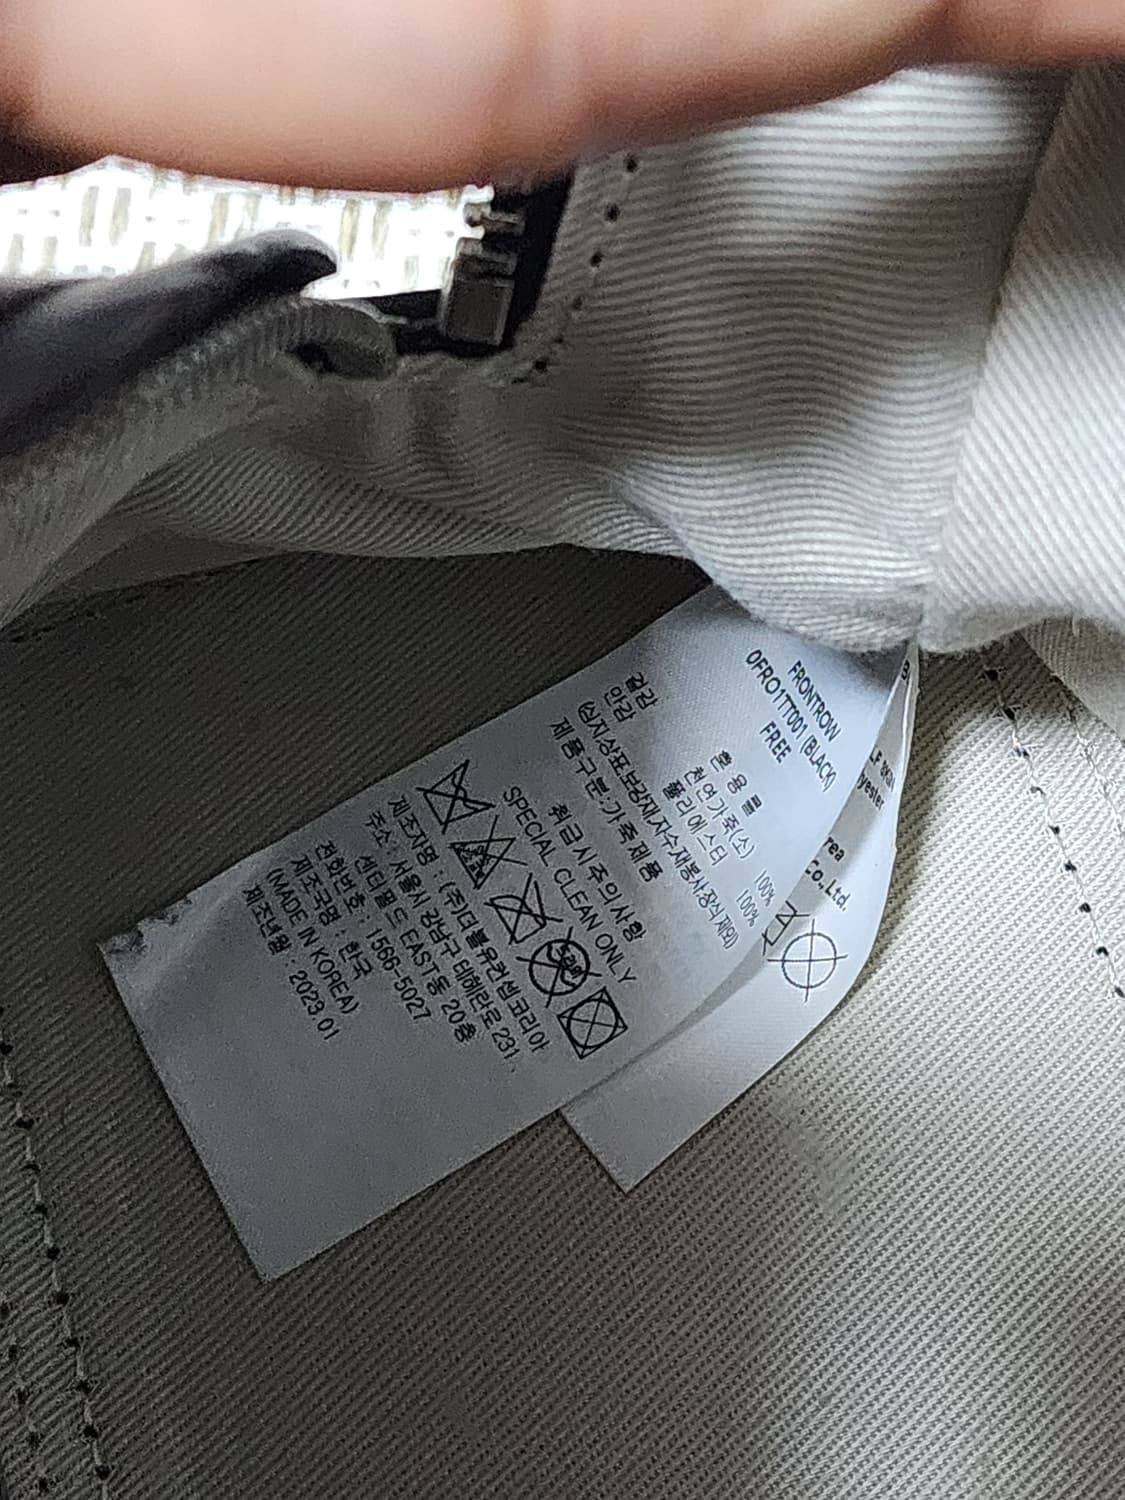 FRONTROW
0FRO1TT001 (BLACK)
FREE
혼 용 률
겉감 천연가죽(소) 100%
안감 폴리에스터 100%
(심지상표보강재자수재봉사장식제외)
제품구분:가죽제품
취급시주의사항
SPECIAL CLEAN ONLY
제조자명 : (주)더블유컨셉코리아
주소: 서울시 강남구 테헤란로 231,
센터필드 EAST동 20층
전화번호 : 1566-5027
제조국명 : 한국
(MADE IN KOREA)
제조년월 : 2023.01
Co., Ltd.